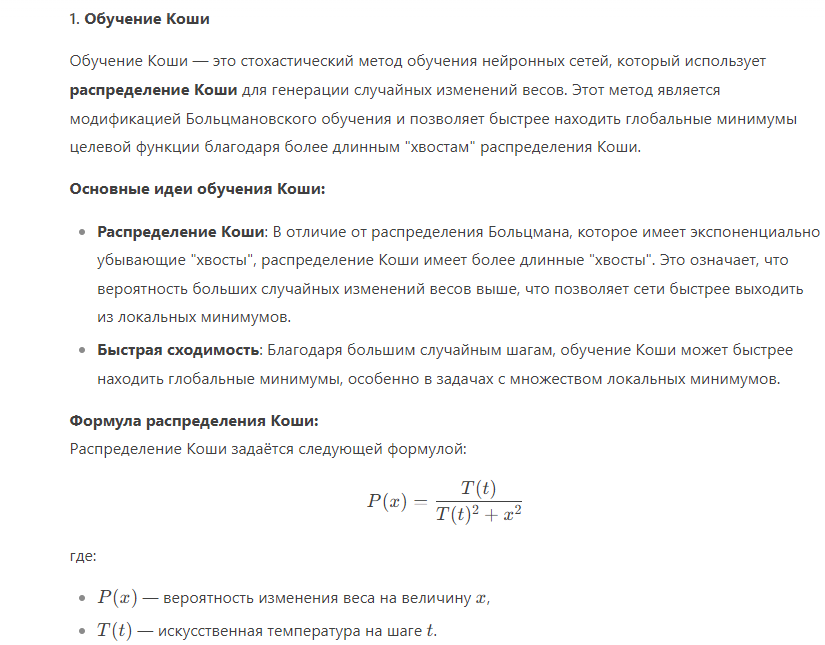 1. Обучение Коши
Обучение Коши — это стохастический метод обучения нейронных сетей, который использует
распределение Коши для генерации случайных изменений весов. Этот метод является
модификацией Больцмановского обучения и позволяет быстрее находить глобальные минимумы
целевой функции благодаря более длинным "хвостам" распределения Коши.
Основные идеи обучения Коши:
• Распределение Коши: В отличие от распределения Больцмана, которое имеет экспоненциально
убывающие "хвосты", распределение Коши имеет более длинные "хвосты". Это означает, что
вероятность больших случайных изменений весов выше, что позволяет сети быстрее выходить
из локальных минимумов.
• Быстрая сходимость: Благодаря большим случайным шагам, обучение Коши может быстрее
находить глобальные минимумы, особенно в задачах с множеством локальных минимумов.
Формула распределения Коши:
Распределение Коши задаётся следующей формулой:
P(x) = T(t) / (T(t)² + x²)
где:
• P(x) — вероятность изменения веса на величину x,
• T(t) — искусственная температура на шаге t.